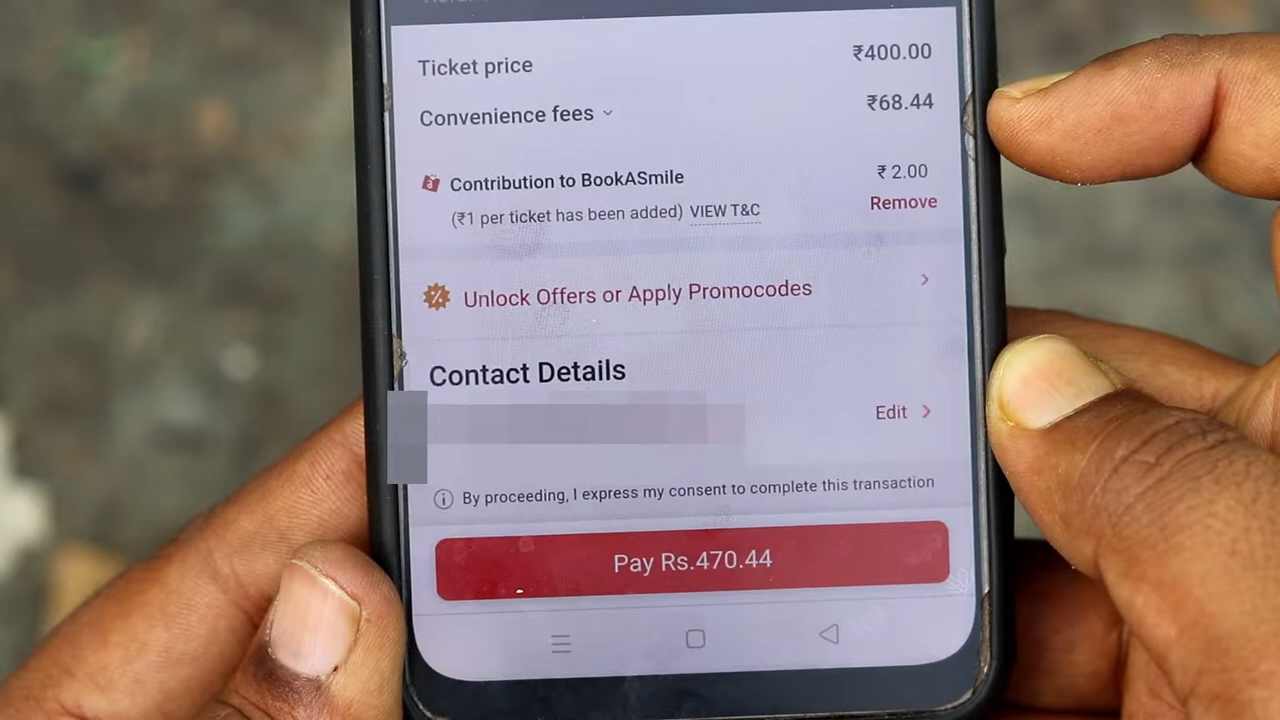 Ticket price ₹400.00
Convenience fees ₹68.44
Contribution to BookASmile ₹ 2.00
(₹1 per ticket has been added) VIEW T&C Remove
Unlock Offers or Apply Promocodes
Contact Details
Edit
By proceeding, I express my consent to complete this transaction
Pay Rs.470.44